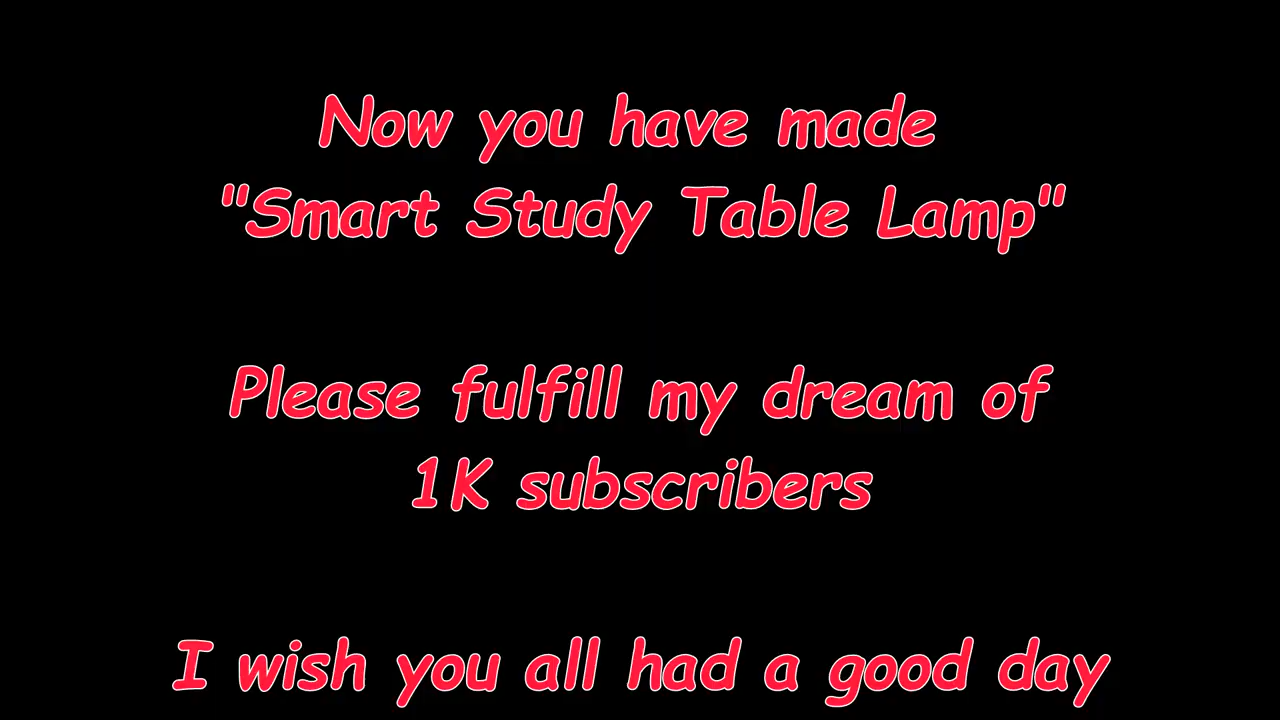 Now you have made
"Smart Study Table Lamp"
Please fulfill my dream of
1K subscribers
I wish you all had a good day